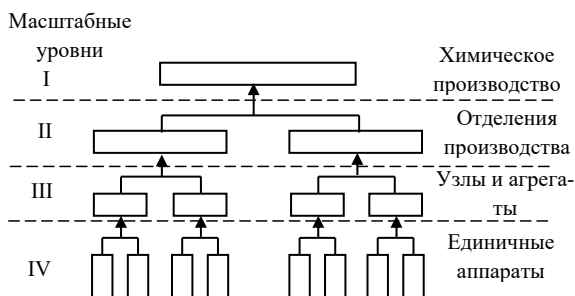 Масштабные
уровни
I
Химическое
производство
II
Отделения
производства
III
Узлы и агрега-
ты
IV
Единичные
аппараты